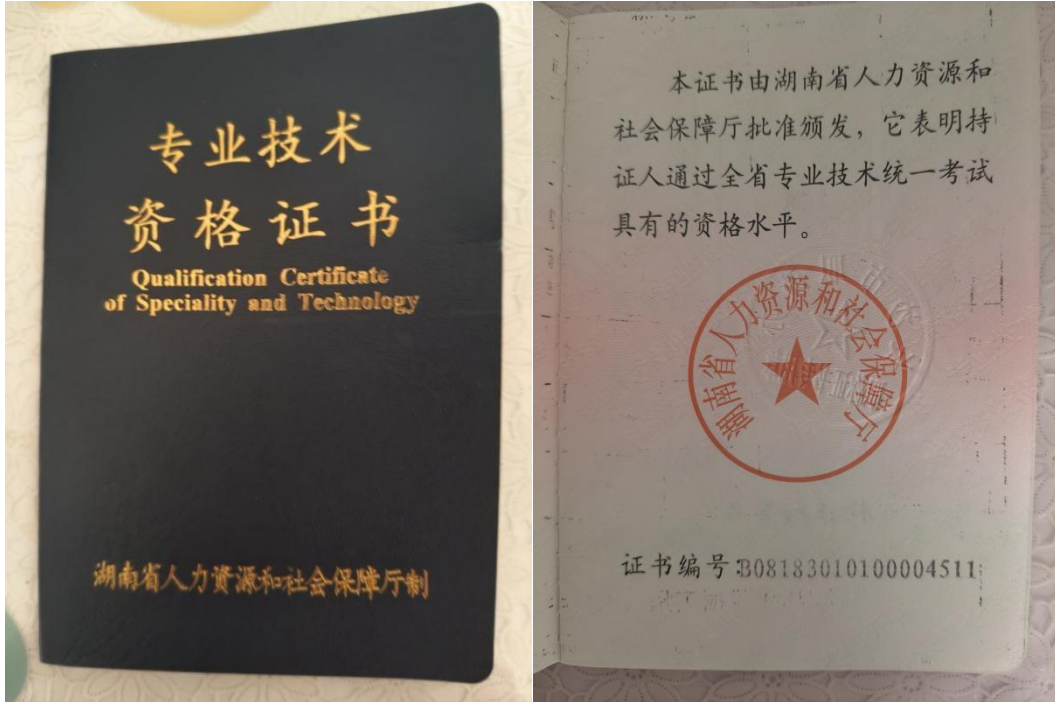 专业技术
资格证书
Qualification Certificate
of Speciality and Technology
湖南省人力资源和社会保障厅制
本证书由湖南省人力资源和
社会保障厅批准颁发，它表明持
证人通过全省专业技术统一考试
具有的资格水平。
湖南省人力资源和社会保障厅
证书编号:B08183010100004511